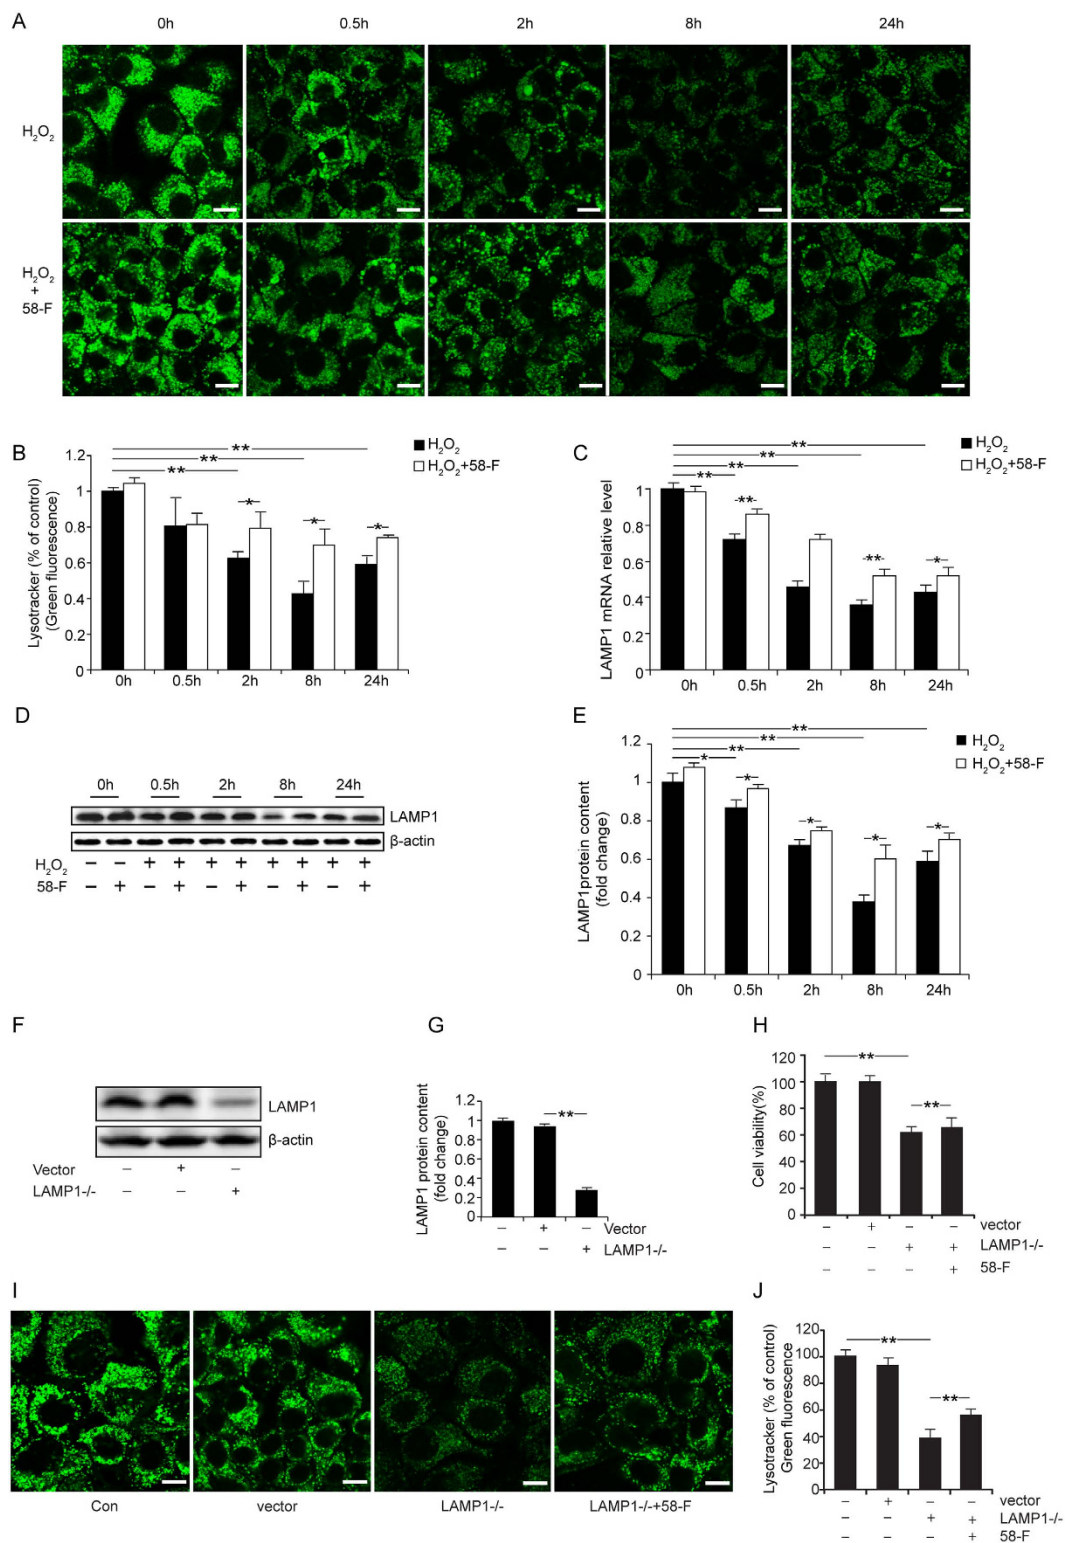 A
0h 0.5h 2h 8h 24h
H₂O₂
H₂O₂
+
58-F
B
** ** ** * * *
H₂O₂
H₂O₂+58-F
Lysotracker (% of control)
(Green fluorescence)
1.2
1
0.8
0.6
0.4
0.2
0
0h 0.5h 2h 8h 24h
C
** ** ** ** ** ** *
H₂O₂
H₂O₂+58-F
LAMP1 mRNA relative level
1
0.8
0.6
0.4
0.2
0
0h 0.5h 2h 8h 24h
D
0h 0.5h 2h 8h 24h
LAMP1
β-actin
H₂O₂ – – + + + + + + + +
58-F – + – + – + – + – +
E
** ** ** * * * * *
H₂O₂
H₂O₂+58-F
LAMP1protein content
(fold change)
1.2
1
0.8
0.6
0.4
0.2
0
0h 0.5h 2h 8h 24h
F
LAMP1
β-actin
Vector – + –
LAMP1-/- – – +
G
**
LAMP1 protein content
(fold change)
1.2
1
0.8
0.6
0.4
0.2
0
– + – Vector
– – + LAMP1-/-
H
** **
Cell viability(%)
120
100
80
60
40
20
0
– + – – vector
– – + + LAMP1-/-
– – – + 58-F
I
Con vector LAMP1-/- LAMP1-/-+58-F
J
** **
Lysotracker (% of control)
Green fluorescence
120
100
80
60
40
20
0
– + – – vector
– – + + LAMP1-/-
– – – + 58-F